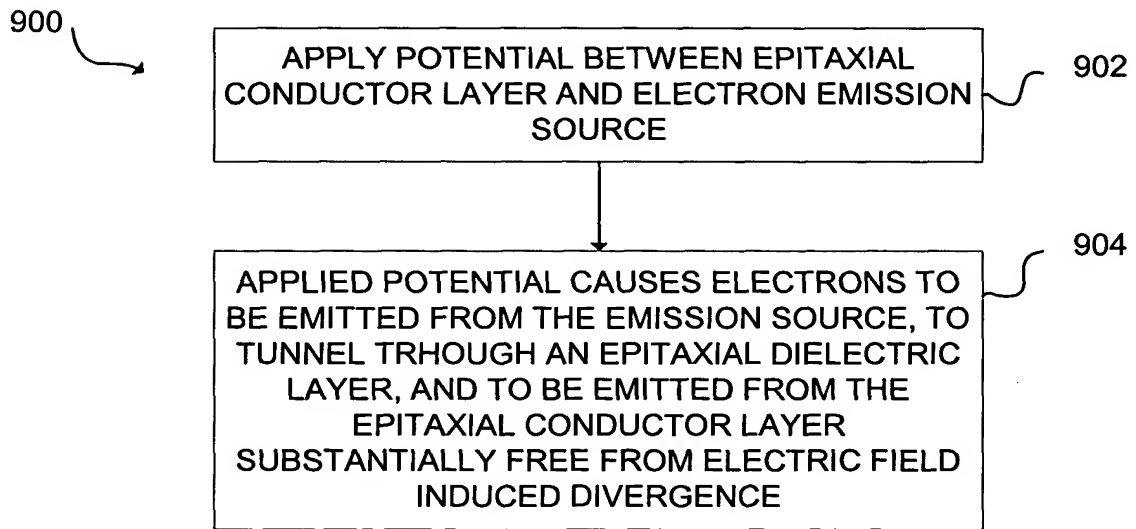 900
APPLY POTENTIAL BETWEEN EPITAXIAL
CONDUCTOR LAYER AND ELECTRON EMISSION
SOURCE
902
904
APPLIED POTENTIAL CAUSES ELECTRONS TO
BE EMITTED FROM THE EMISSION SOURCE, TO
TUNNEL TRHOUGH AN EPITAXIAL DIELECTRIC
LAYER, AND TO BE EMITTED FROM THE
EPITAXIAL CONDUCTOR LAYER
SUBSTANTIALLY FREE FROM ELECTRIC FIELD
INDUCED DIVERGENCE